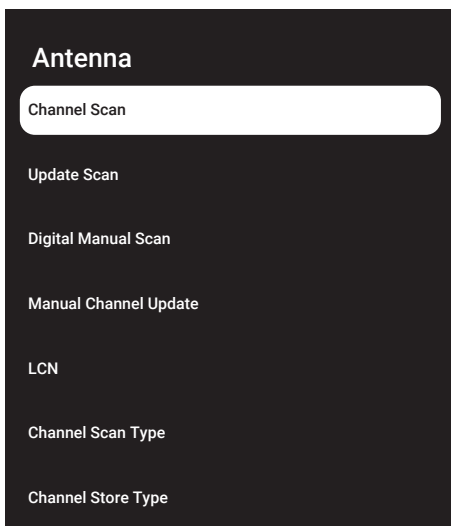 Antenna
Channel Scan
Update Scan
Digital Manual Scan
Manual Channel Update
LCN
Channel Scan Type
Channel Store Type